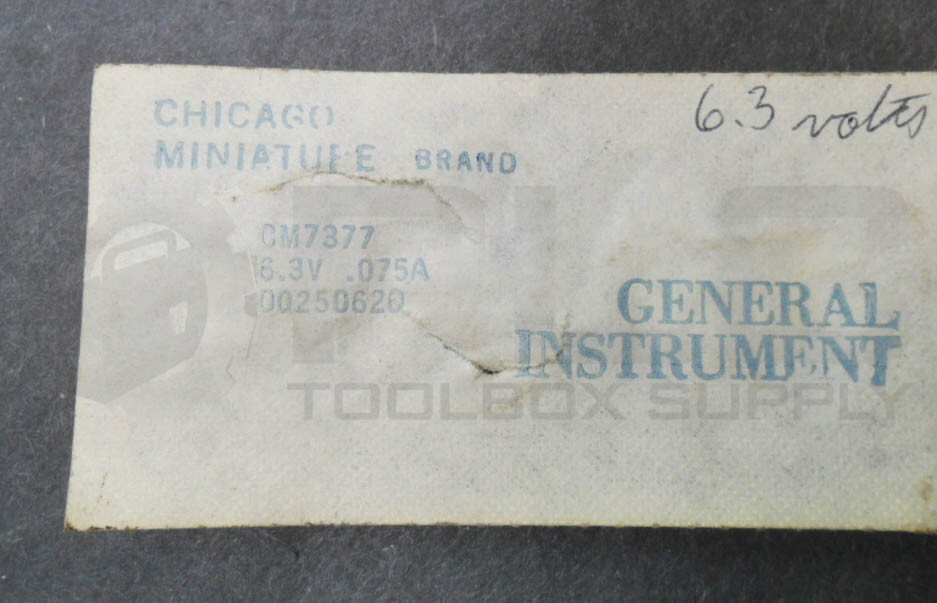 6.3 volts
CHICAGO
MINIATURE BRAND
CM7377
6.3V .075A
00250620
GENERAL
INSTRUMENT
TOOLBOX SUPPLY